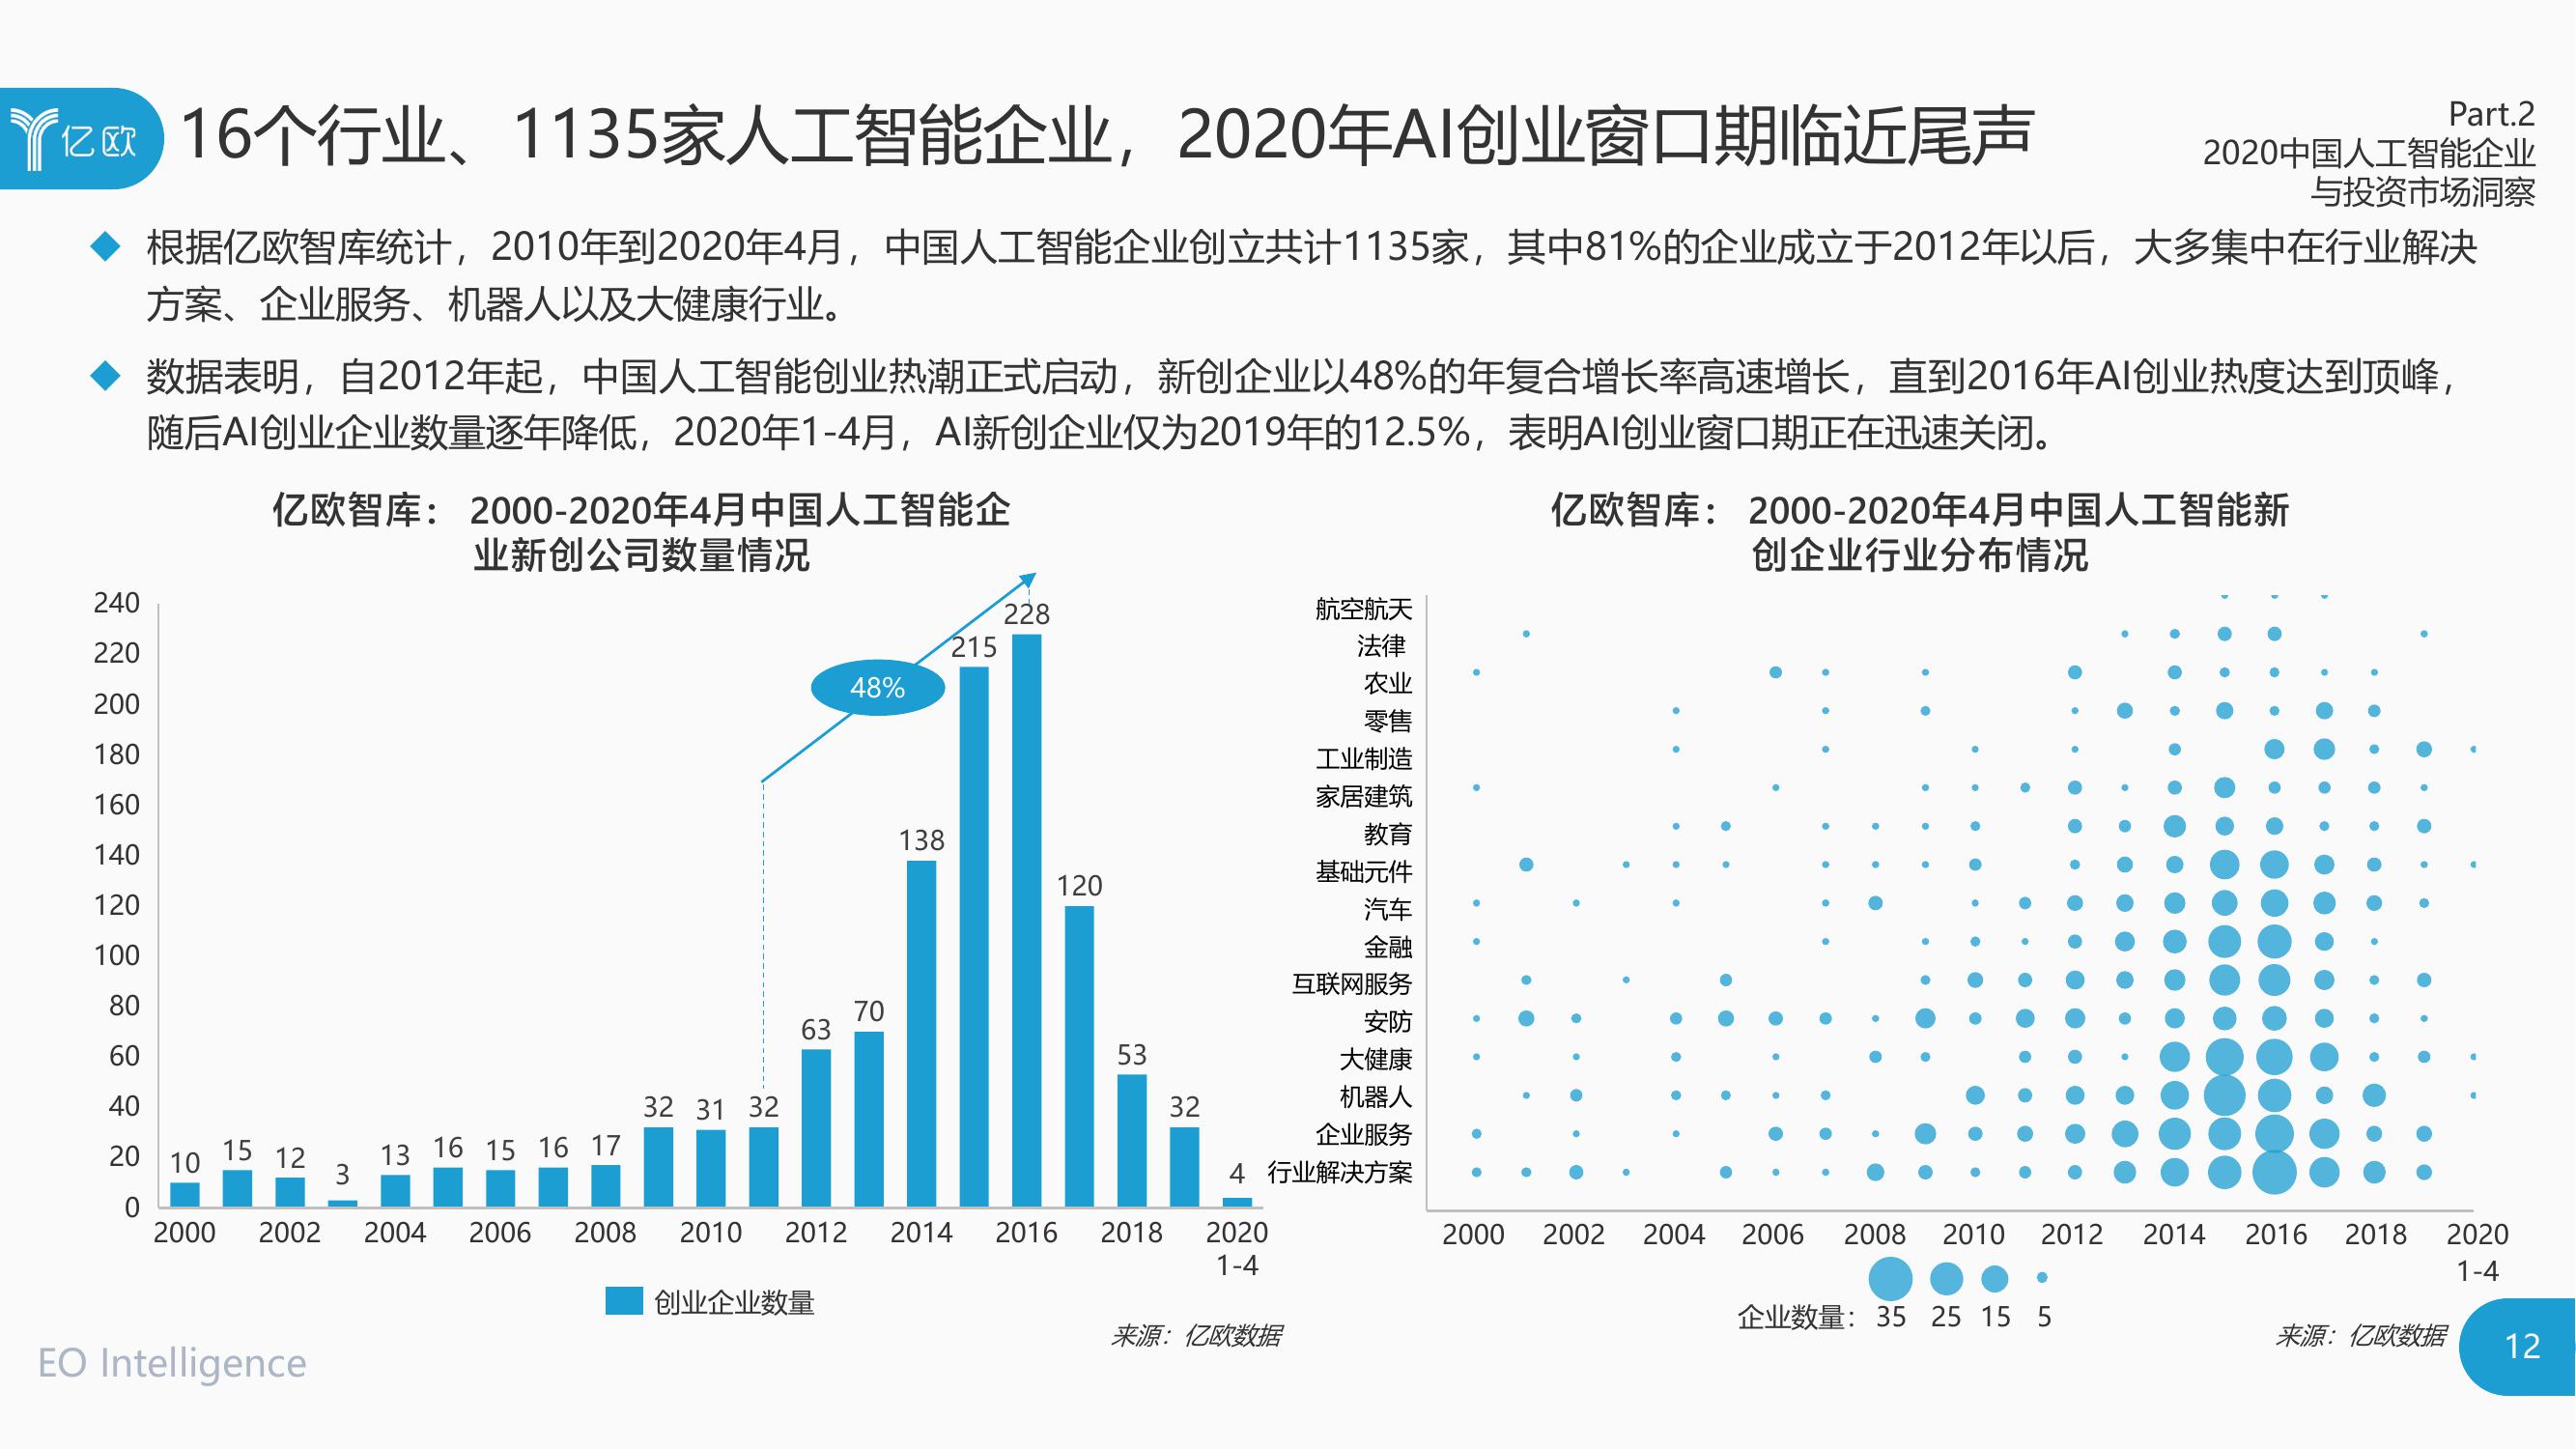 亿欧
16个行业、1135家人工智能企业，2020年AI创业窗口期临近尾声
Part.2
2020中国人工智能企业
与投资市场洞察
根据亿欧智库统计，2010年到2020年4月，中国人工智能企业创立共计1135家，其中81%的企业成立于2012年以后，大多集中在行业解决
方案、企业服务、机器人以及大健康行业。
数据表明，自2012年起，中国人工智能创业热潮正式启动，新创企业以48%的年复合增长率高速增长，直到2016年AI创业热度达到顶峰，
随后AI创业企业数量逐年降低，2020年1-4月，AI新创企业仅为2019年的12.5%，表明AI创业窗口期正在迅速关闭。
亿欧智库： 2000-2020年4月中国人工智能企
业新创公司数量情况
240
220
200
180
160
140
120
100
80
60
40
20
0
48%
10 15 12 3 13 16 15 16 17 32 31 32 63 70 138 215 228 120 53 32 4
2000 2002 2004 2006 2008 2010 2012 2014 2016 2018 2020
1-4
创业企业数量
来源：亿欧数据
亿欧智库： 2000-2020年4月中国人工智能新
创企业行业分布情况
航空航天
法律
农业
零售
工业制造
家居建筑
教育
基础元件
汽车
金融
互联网服务
安防
大健康
机器人
企业服务
行业解决方案
2000 2002 2004 2006 2008 2010 2012 2014 2016 2018 2020
1-4
企业数量： 35 25 15 5
来源：亿欧数据
EO Intelligence
12